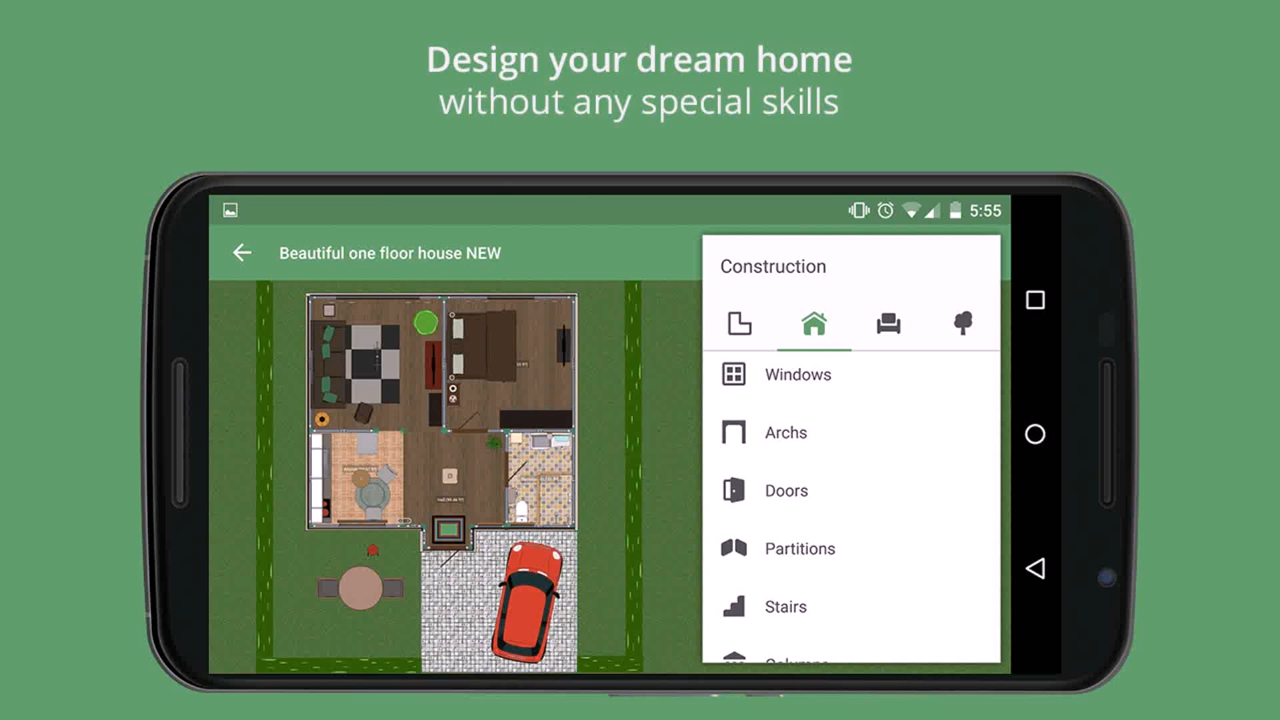 Design your dream home
without any special skills
5:55
Beautiful one floor house NEW
Construction
Windows
Archs
Doors
Partitions
Stairs